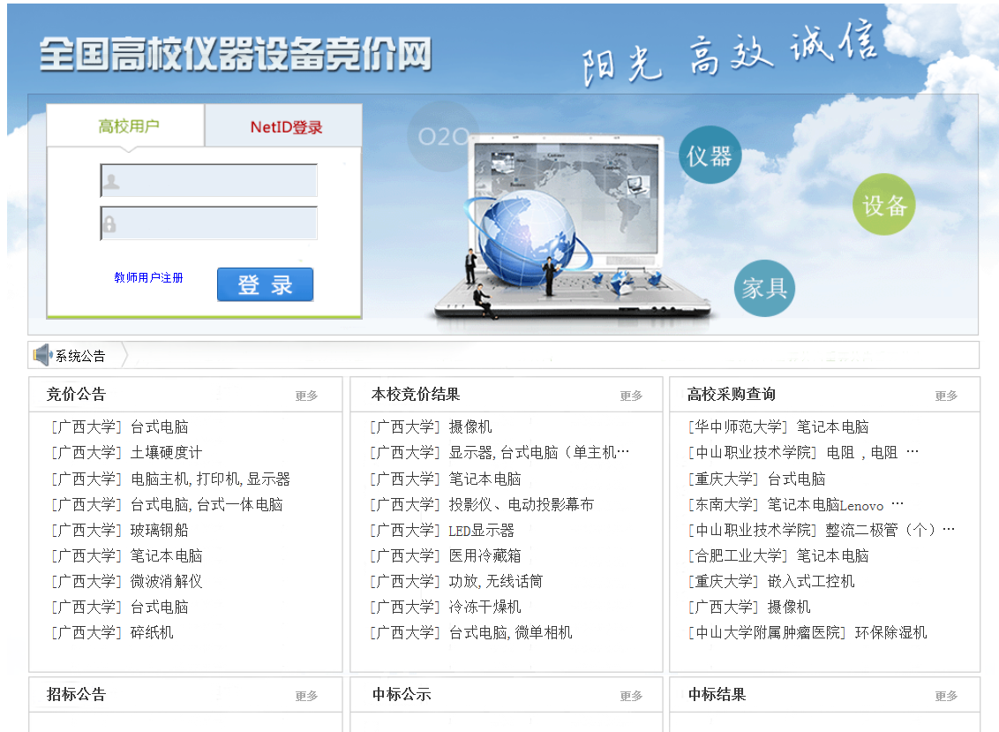 全国高校仪器设备竞价网
阳光 高效 诚信
高校用户 NetID登录
O2O
仪器
设备
家具
教师用户注册 登录
系统公告
竞价公告 更多
[广西大学] 台式电脑
[广西大学] 土壤硬度计
[广西大学] 电脑主机,打印机,显示器
[广西大学] 台式电脑,台式一体电脑
[广西大学] 玻璃钢船
[广西大学] 笔记本电脑
[广西大学] 微波消解仪
[广西大学] 台式电脑
[广西大学] 碎纸机
本校竞价结果 更多
[广西大学] 摄像机
[广西大学] 显示器,台式电脑（单主机…
[广西大学] 笔记本电脑
[广西大学] 投影仪、电动投影幕布
[广西大学] LED显示器
[广西大学] 医用冷藏箱
[广西大学] 功放,无线话筒
[广西大学] 冷冻干燥机
[广西大学] 台式电脑,微单相机
高校采购查询 更多
[华中师范大学] 笔记本电脑
[中山职业技术学院] 电阻 ,电阻 …
[重庆大学] 台式电脑
[东南大学] 笔记本电脑Lenovo …
[中山职业技术学院] 整流二极管（个）…
[合肥工业大学] 笔记本电脑
[重庆大学] 嵌入式工控机
[广西大学] 摄像机
[中山大学附属肿瘤医院] 环保除湿机
招标公告 更多
中标公示 更多
中标结果 更多